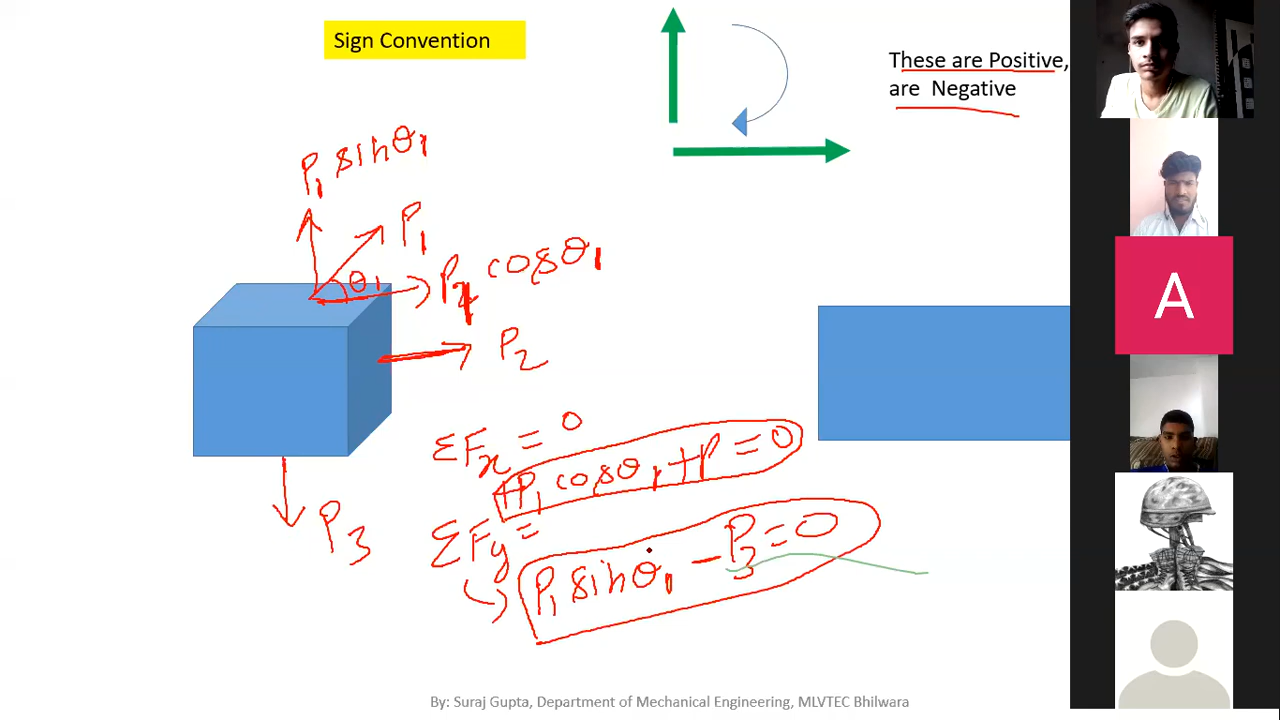 Sign Convention
These are Positive,
are Negative
P₁ sinθ₁
P₁
θ₁
P₁ cosθ₁
P₂
P₃
ΣFx = 0
+P₁ cosθ₁ + P = 0
ΣFy =
P₁ sinθ₁ - P₃ = 0
A
By: Suraj Gupta, Department of Mechanical Engineering, MLVTEC Bhilwara